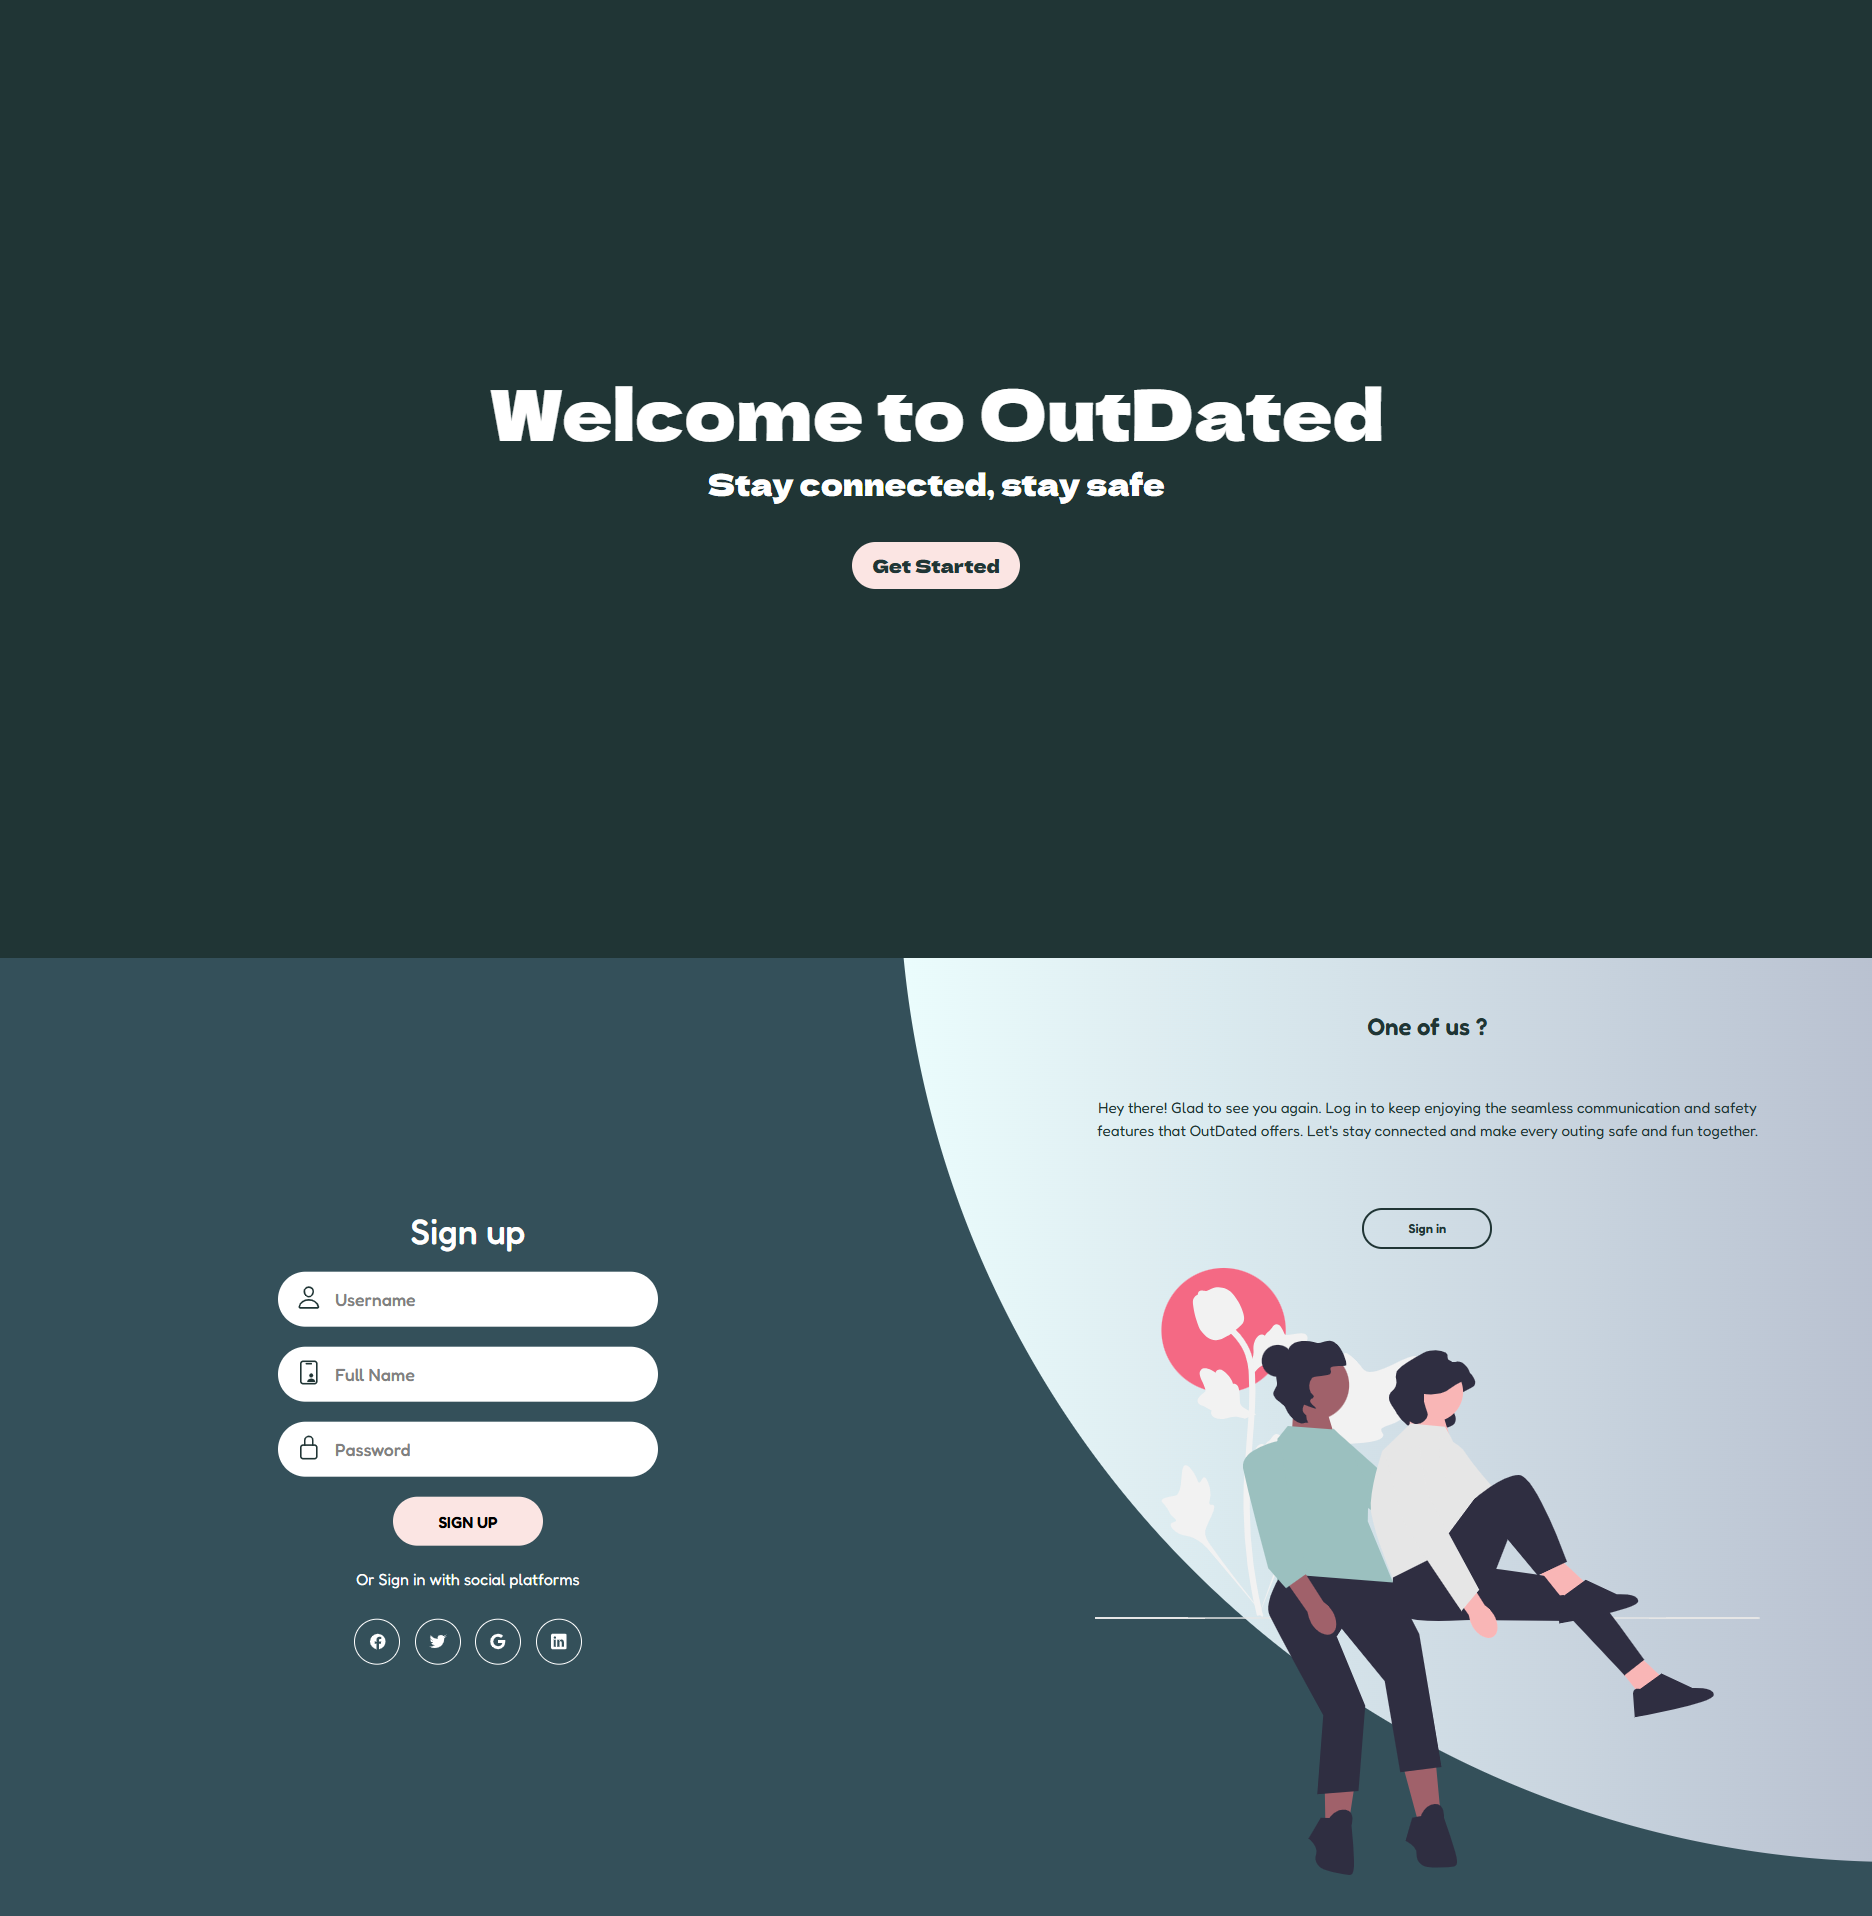 Welcome to OutDated
Stay connected, stay safe
Get Started
Sign up
Username
Full Name
Password
SIGN UP
Or Sign in with social platforms
One of us ?
Hey there! Glad to see you again. Log in to keep enjoying the seamless communication and safety
features that OutDated offers. Let's stay connected and make every outing safe and fun together.
Sign in